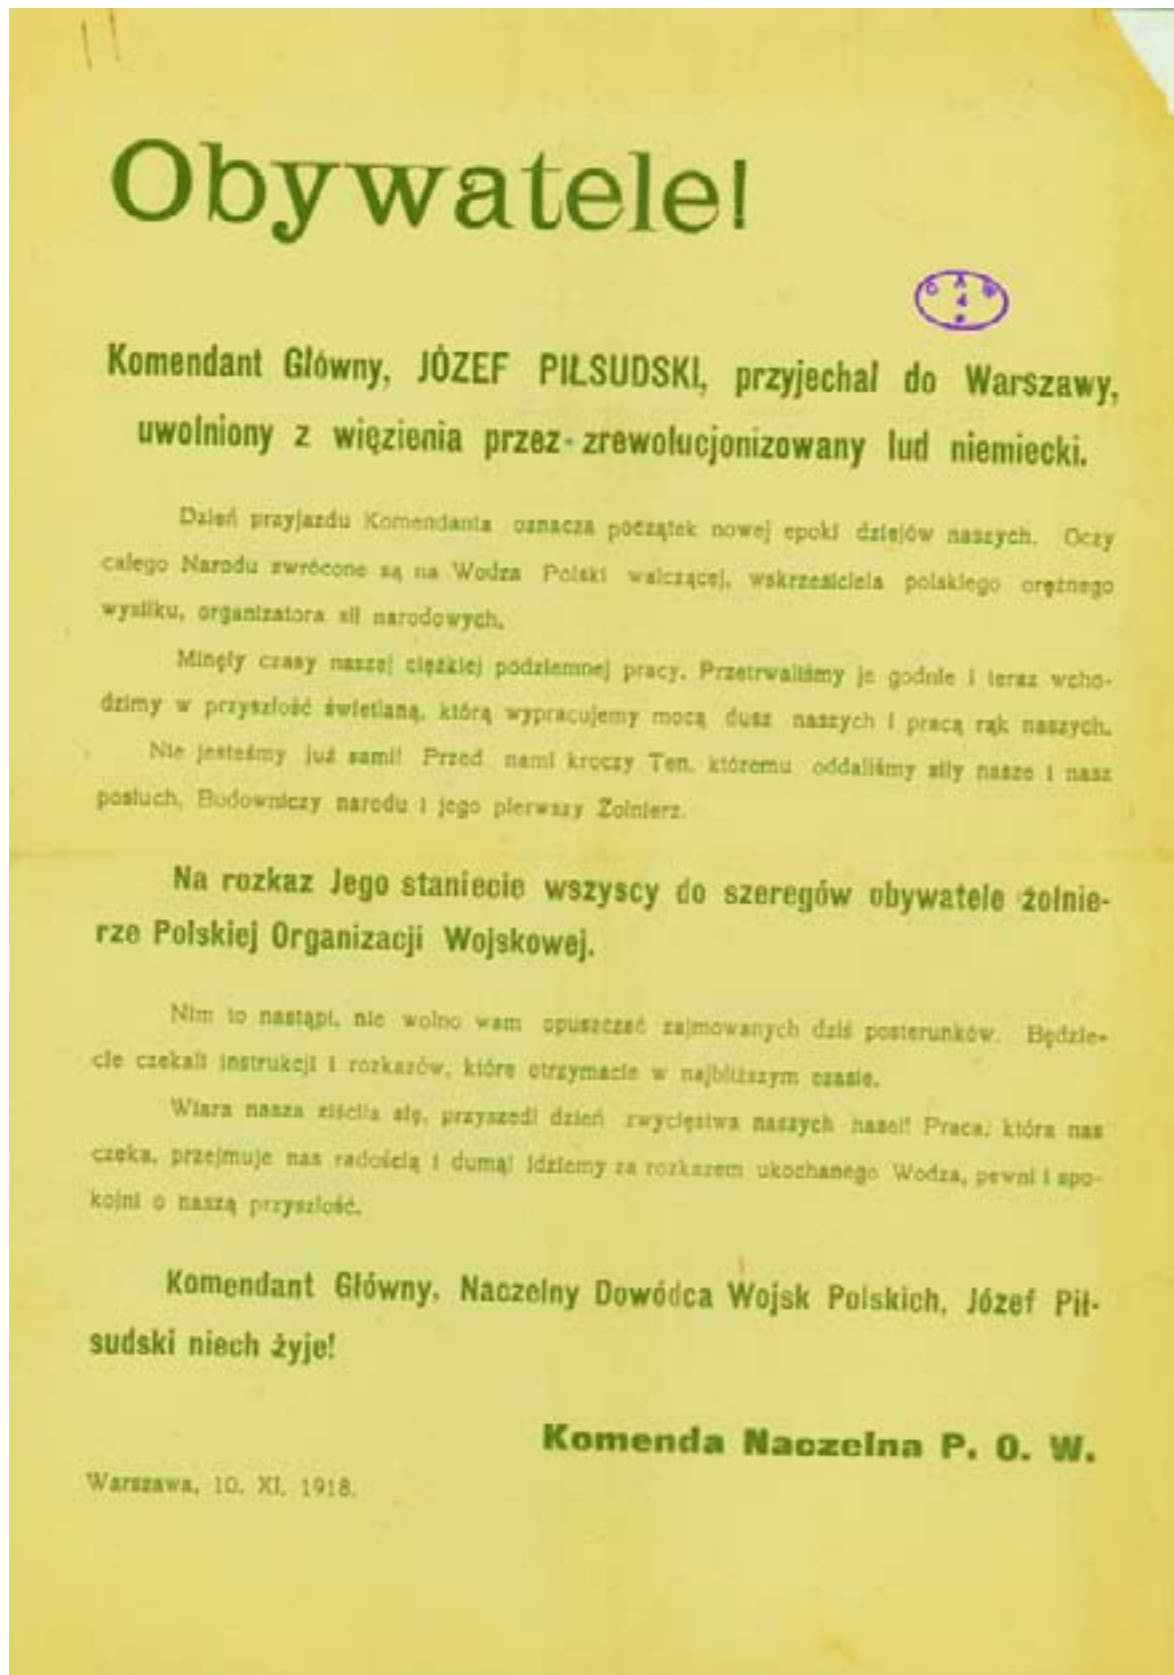 Obywatele!
C A W
4
Komendant Główny, JÓZEF PIŁSUDSKI, przyjechał do Warszawy,
uwolniony z więzienia przez zrewolucjonizowany lud niemiecki.
Dzień przyjazdu Komendanta oznacza początek nowej epoki dziejów naszych. Oczy
całego Narodu zwrócone są na Wodza Polski walczącej, wskrzesiciela polskiego orężnego
wysiłku, organizatora sił narodowych.
Minęły czasy naszej ciężkiej podziemnej pracy. Przetrwaliśmy je godnie i teraz wcho-
dzimy w przyszłość świetlaną, którą wypracujemy mocą dusz naszych i pracą rąk naszych.
Nie jesteśmy już sami! Przed nami kroczy Ten, któremu oddaliśmy siły nasze i nasz
posłuch, Budowniczy narodu i jego pierwszy Żołnierz.
Na rozkaz Jego staniecie wszyscy do szeregów obywatele żołnie-
rze Polskiej Organizacji Wojskowej.
Nim to nastąpi, nie wolno wam opuszczać zajmowanych dziś posterunków. Będzie-
cie czekali instrukcji i rozkazów, które otrzymacie w najbliższym czasie.
Wiara nasza ziściła się, przyszedł dzień zwycięstwa naszych haseł! Praca, która nas
czeka, przejmuje nas radością i dumą! Idziemy za rozkazem ukochanego Wodza, pewni i spo-
kojni o naszą przyszłość.
Komendant Główny, Naczelny Dowódca Wojsk Polskich, Józef Pił-
sudski niech żyje!
Komenda Naczelna P. O. W.
Warszawa, 10. XI. 1918.